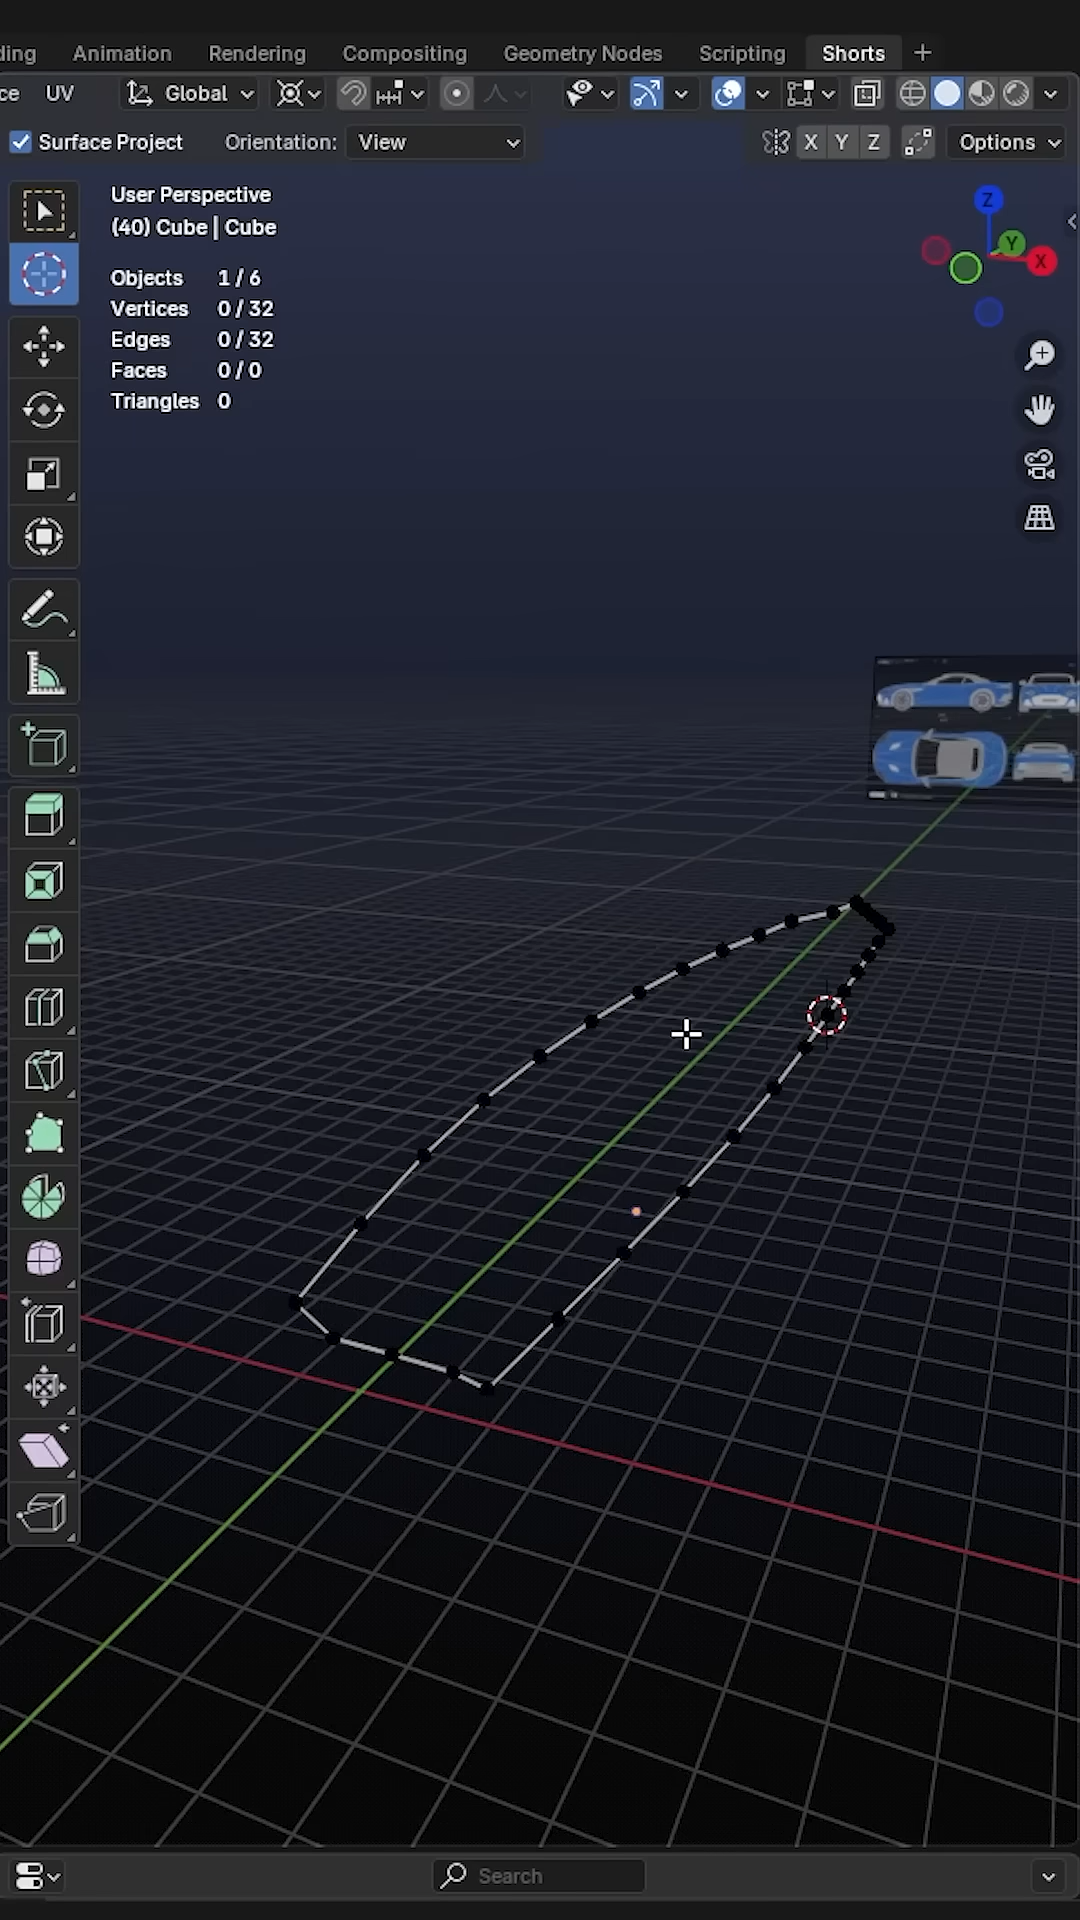 ding Animation Rendering Compositing Geometry Nodes Scripting Shorts +
ce UV Global
Surface Project Orientation: View X Y Z Options
User Perspective
(40) Cube | Cube
Objects 1 / 6
Vertices 0 / 32
Edges 0 / 32
Faces 0 / 0
Triangles 0
Z
Y
X
Search